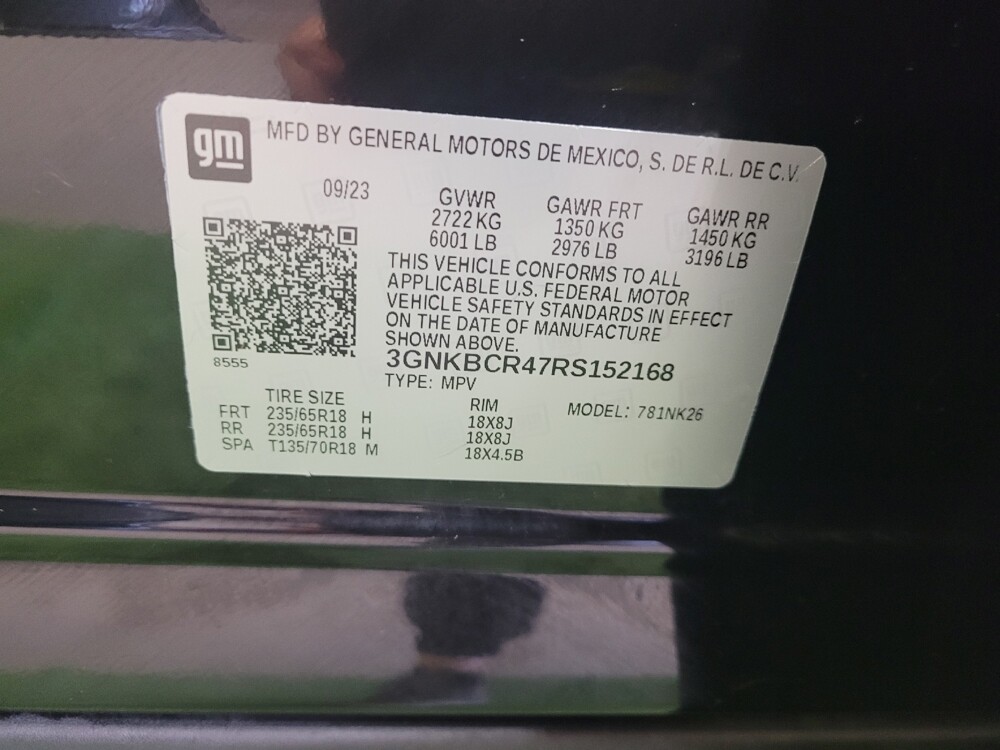 gm
MFD BY GENERAL MOTORS DE MEXICO, S. DE R.L. DE C.V.
09/23 GVWR GAWR FRT GAWR RR
2722 KG 1350 KG 1450 KG
6001 LB 2976 LB 3196 LB
THIS VEHICLE CONFORMS TO ALL
APPLICABLE U.S. FEDERAL MOTOR
VEHICLE SAFETY STANDARDS IN EFFECT
ON THE DATE OF MANUFACTURE
SHOWN ABOVE.
8555
3GNKBCR47RS152168
TYPE: MPV
TIRE SIZE RIM MODEL: 781NK26
FRT 235/65R18 H 18X8J
RR 235/65R18 H 18X8J
SPA T135/70R18 M 18X4.5B